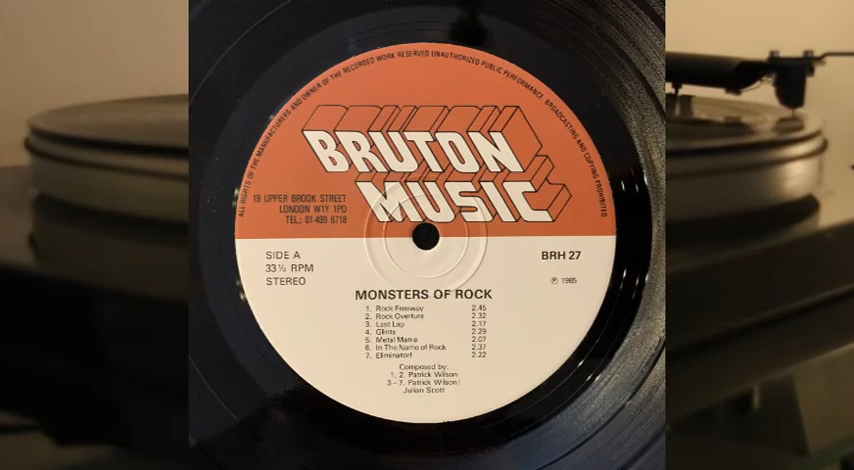 ALL RIGHTS OF THE MANUFACTURERS AND OWNER OF THE RECORDED WORK RESERVED UNAUTHORIZED PUBLIC PERFORMANCE, BROADCASTING AND COPYING PROHIBITED
BRUTON
MUSIC
19 UPPER BROOK STREET
LONDON W1Y 1PD
TEL: 01 499 6718
SIDE A
33⅓ RPM
STEREO
BRH 27
℗ 1985
MONSTERS OF ROCK
1. Rock Freeway 2.45
2. Rock Overture 2.32
3. Last Lap 2.17
4. Glints 2.29
5. Metal Mania 2.07
6. In The Name of Rock 2.37
7. Eliminator! 2.22
Composed by:
1, 2. Patrick Wilson
3–7. Patrick Wilson/
Julian Scott